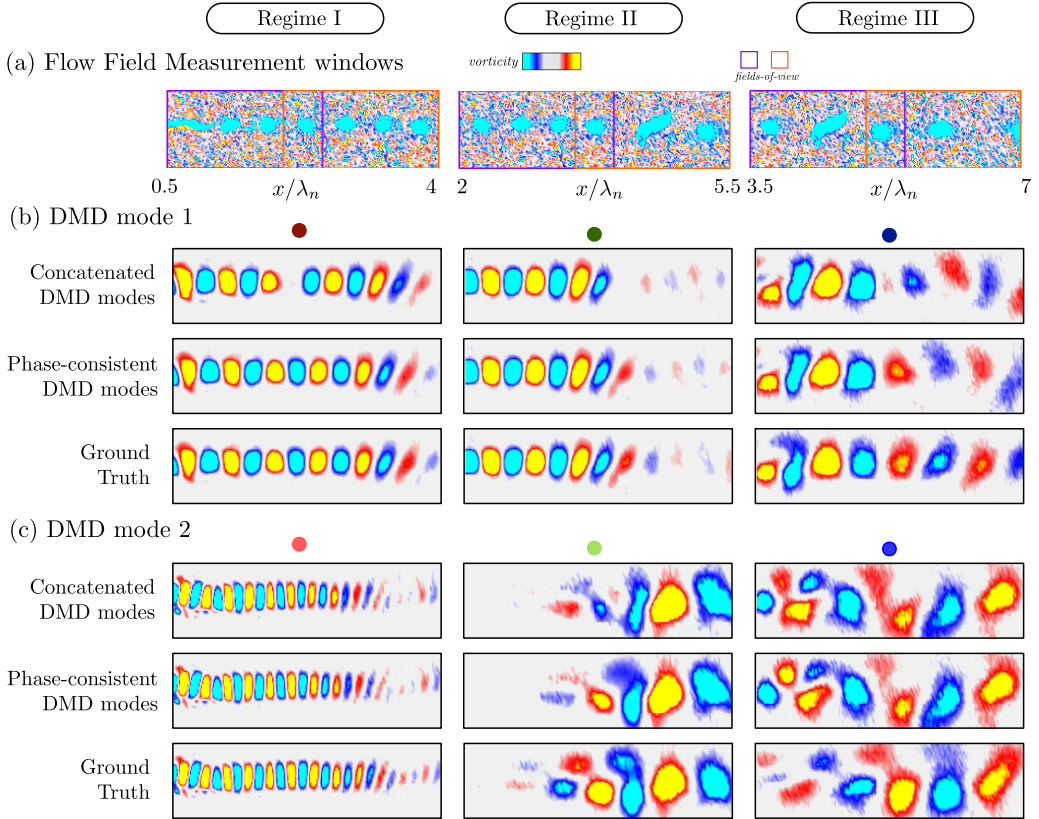 Regime I
Regime II
Regime III
(a) Flow Field Measurement windows
vorticity
fields-of-view
0.5 x/λn 4
2 x/λn 5.5
3.5 x/λn 7
(b) DMD mode 1
Concatenated
DMD modes
Phase-consistent
DMD modes
Ground
Truth
(c) DMD mode 2
Concatenated
DMD modes
Phase-consistent
DMD modes
Ground
Truth